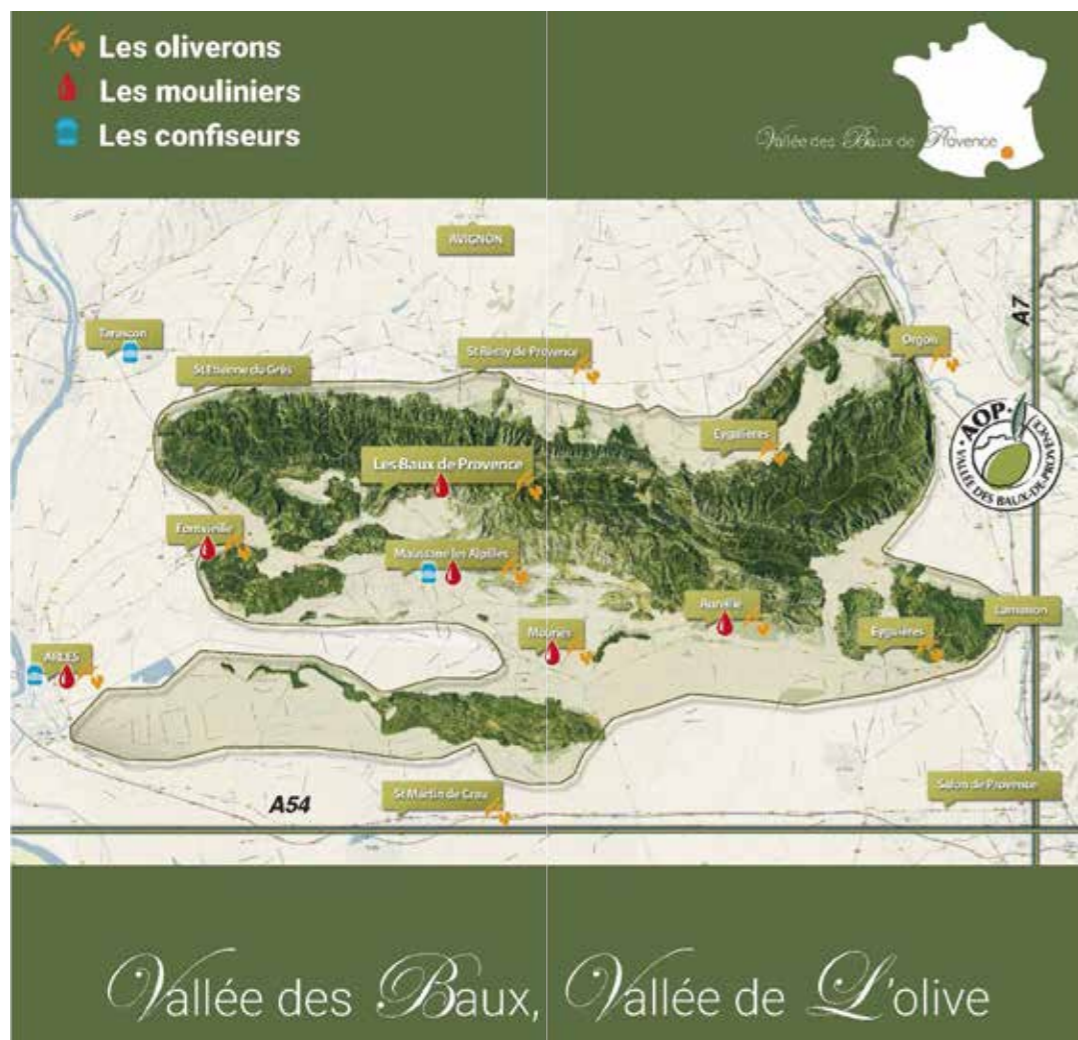 Les oliverons
Les mouliniers
Les confiseurs
Vallée des Baux de Provence
AVIGNON
A7
Tarascon
St Rémy de Provence
Orgon
St Etienne du Grès
AOP
VALLÉE DES BAUX-DE-PROVENCE
Eygalières
Les Baux de Provence
Fontvieille
Maussane les Alpilles
Aureille
Lamanon
Mouriès
Eyguières
ARLES
A54
St Martin de Crau
Salon de Provence
Vallée des Baux, Vallée de L'olive